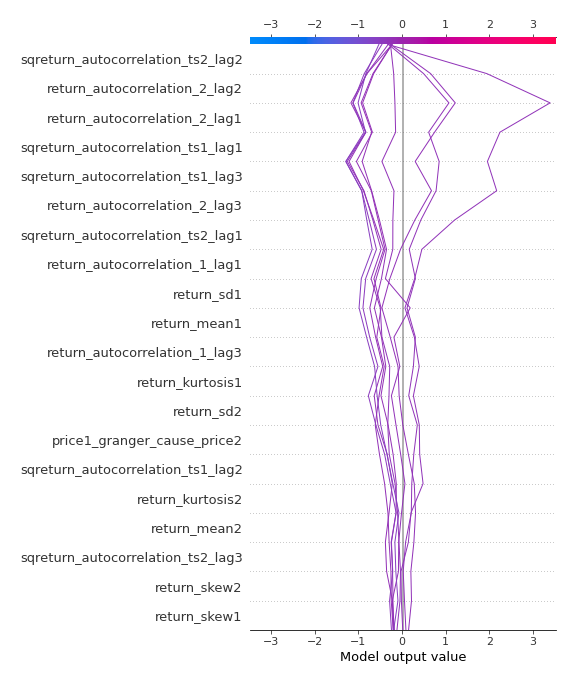 −3 −2 −1 0 1 2 3
sqreturn_autocorrelation_ts2_lag2
return_autocorrelation_2_lag2
return_autocorrelation_2_lag1
sqreturn_autocorrelation_ts1_lag1
sqreturn_autocorrelation_ts1_lag3
return_autocorrelation_2_lag3
sqreturn_autocorrelation_ts2_lag1
return_autocorrelation_1_lag1
return_sd1
return_mean1
return_autocorrelation_1_lag3
return_kurtosis1
return_sd2
price1_granger_cause_price2
sqreturn_autocorrelation_ts1_lag2
return_kurtosis2
return_mean2
sqreturn_autocorrelation_ts2_lag3
return_skew2
return_skew1
−3 −2 −1 0 1 2 3
Model output value